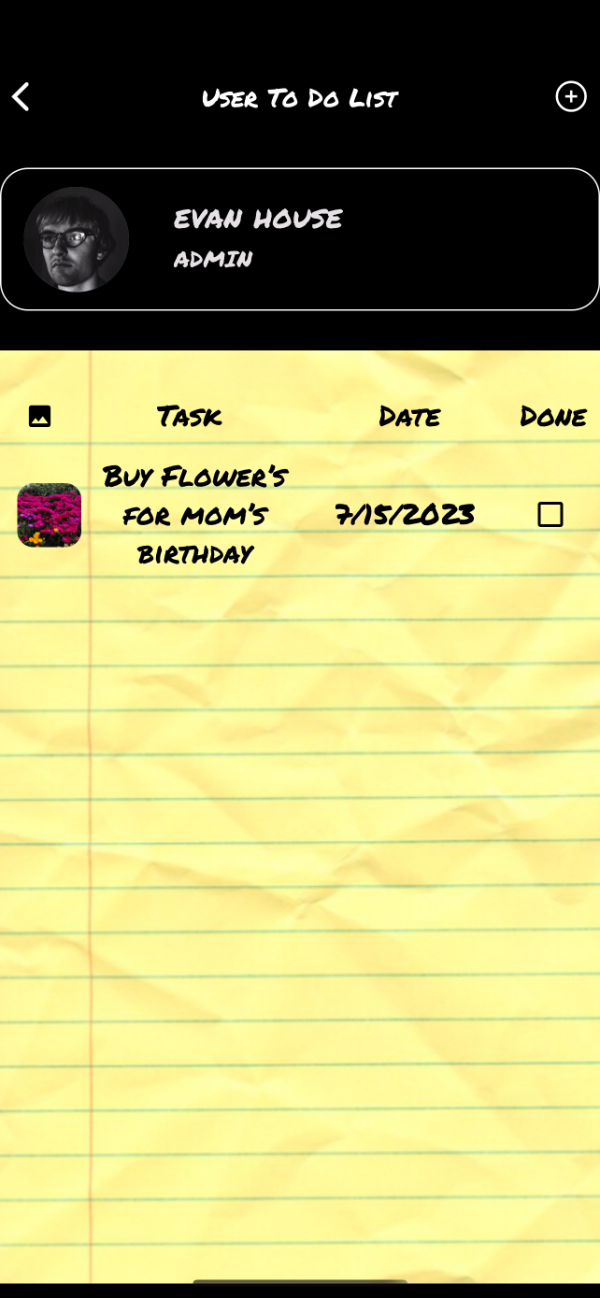 User To Do List
EVAN HOUSE
ADMIN
Task Date Done
Buy Flower's
for mom's
birthday
7/15/2023